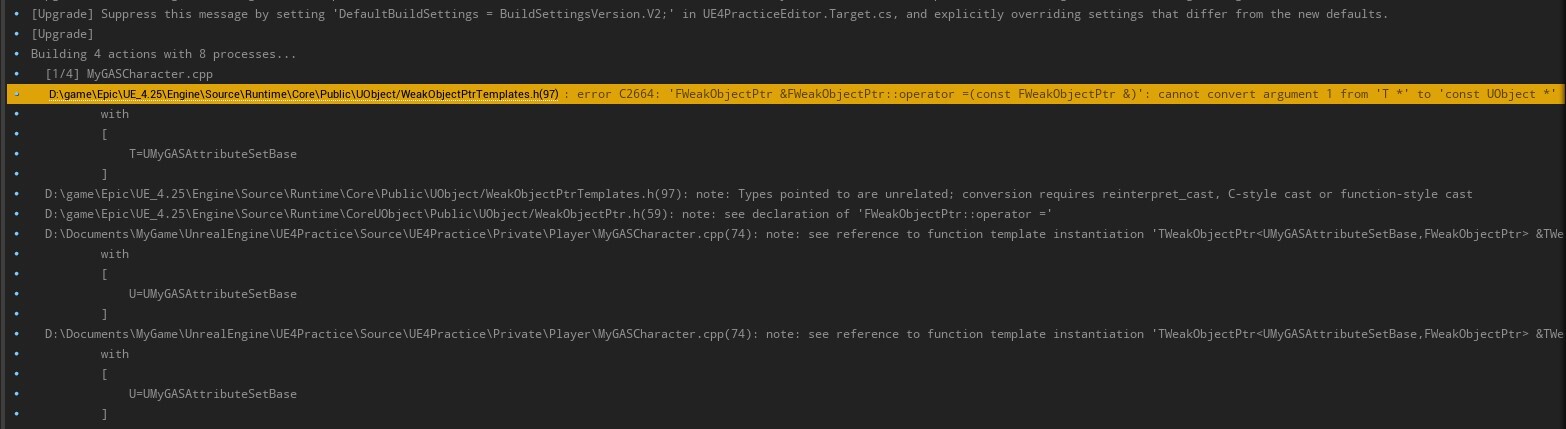 [Upgrade] Suppress this message by setting 'DefaultBuildSettings = BuildSettingsVersion.V2;' in UE4PracticeEditor.Target.cs, and explicitly overriding settings that differ from the new defaults.
[Upgrade]
Building 4 actions with 8 processes...
[1/4] MyGASCharacter.cpp
D:\game\Epic\UE_4.25\Engine\Source\Runtime\Core\Public\UObject/WeakObjectPtrTemplates.h(97) : error C2664: 'FWeakObjectPtr &FWeakObjectPtr::operator =(const FWeakObjectPtr &)': cannot convert argument 1 from 'T *' to 'const UObject *'
with
[
T=UMyGASAttributeSetBase
]
D:\game\Epic\UE_4.25\Engine\Source\Runtime\Core\Public\UObject/WeakObjectPtrTemplates.h(97): note: Types pointed to are unrelated; conversion requires reinterpret_cast, C-style cast or function-style cast
D:\game\Epic\UE_4.25\Engine\Source\Runtime\CoreUObject\Public\UObject/WeakObjectPtr.h(59): note: see declaration of 'FWeakObjectPtr::operator ='
D:\Documents\MyGame\UnrealEngine\UE4Practice\Source\UE4Practice\Private\Player\MyGASCharacter.cpp(74): note: see reference to function template instantiation 'TWeakObjectPtr<UMyGASAttributeSetBase,FWeakObjectPtr> &TWe
with
[
U=UMyGASAttributeSetBase
]
D:\Documents\MyGame\UnrealEngine\UE4Practice\Source\UE4Practice\Private\Player\MyGASCharacter.cpp(74): note: see reference to function template instantiation 'TWeakObjectPtr<UMyGASAttributeSetBase,FWeakObjectPtr> &TWe
with
[
U=UMyGASAttributeSetBase
]